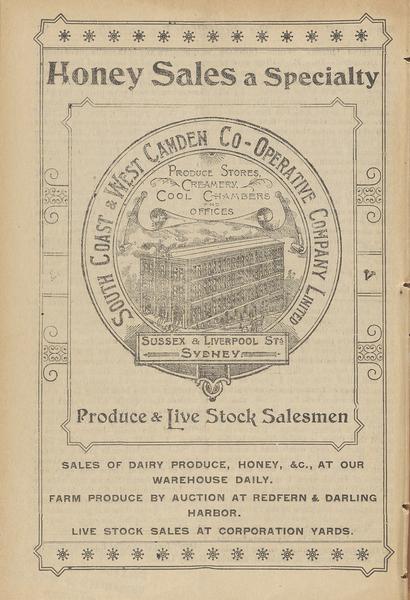 Honey Sales a Specialty
SOUTH COAST & WEST CAMDEN CO-OPERATIVE COMPANY LIMITED
PRODUCE STORES,
CREAMERY,
COOL CHAMBERS
AND
OFFICES
SUSSEX & LIVERPOOL STS
SYDNEY
Produce & Live Stock Salesmen
SALES OF DAIRY PRODUCE, HONEY, &C., AT OUR
WAREHOUSE DAILY.
FARM PRODUCE BY AUCTION AT REDFERN & DARLING
HARBOR.
LIVE STOCK SALES AT CORPORATION YARDS.